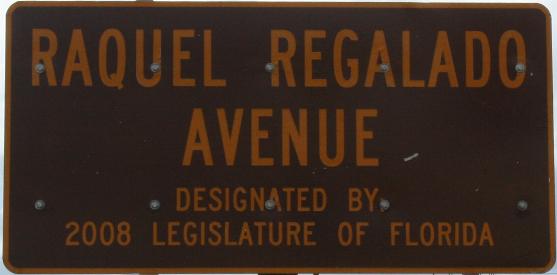 RAQUEL REGALADO
AVENUE
DESIGNATED BY
2008 LEGISLATURE OF FLORIDA